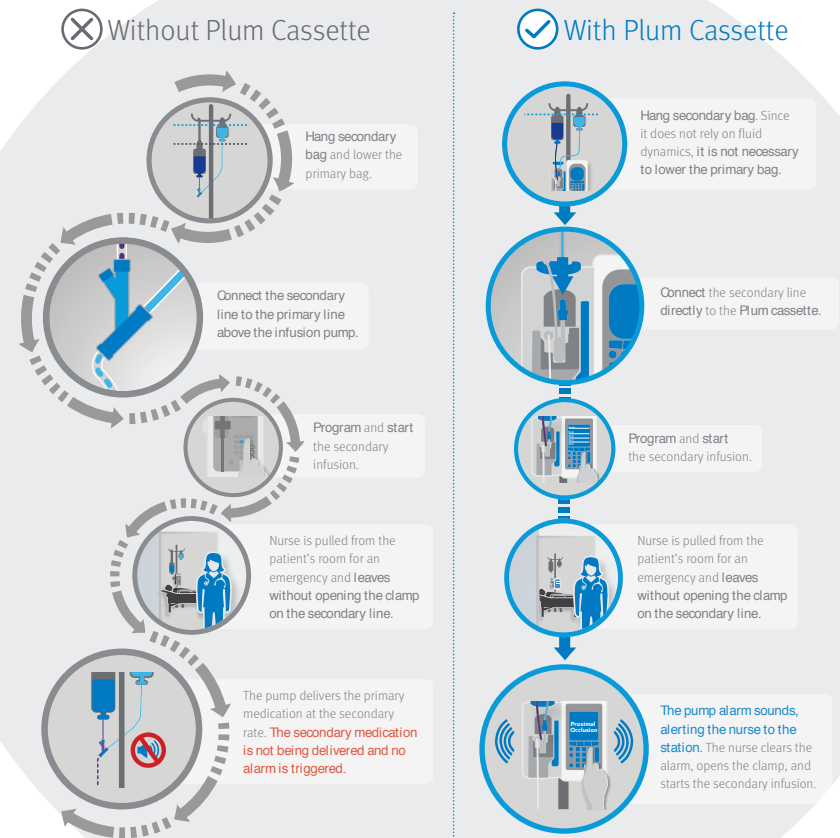 Without Plum Cassette
Hang secondary
bag and lower the
primary bag.
Connect the secondary
line to the primary line
above the infusion pump.
Program and start
the secondary
infusion.
Nurse is pulled from the
patient's room for an
emergency and leaves
without opening the clamp
on the secondary line.
The pump delivers the primary
medication at the secondary
rate. The secondary medication
is not being delivered and no
alarm is triggered.
With Plum Cassette
Hang secondary bag. Since
it does not rely on fluid
dynamics, it is not necessary
to lower the primary bag.
Connect the secondary line
directly to the Plum cassette.
Program and start
the secondary infusion.
Nurse is pulled from the
patient's room for an
emergency and leaves
without opening the clamp
on the secondary line.
Proximal
Occlusion
The pump alarm sounds,
alerting the nurse to the
station. The nurse clears the
alarm, opens the clamp, and
starts the secondary infusion.